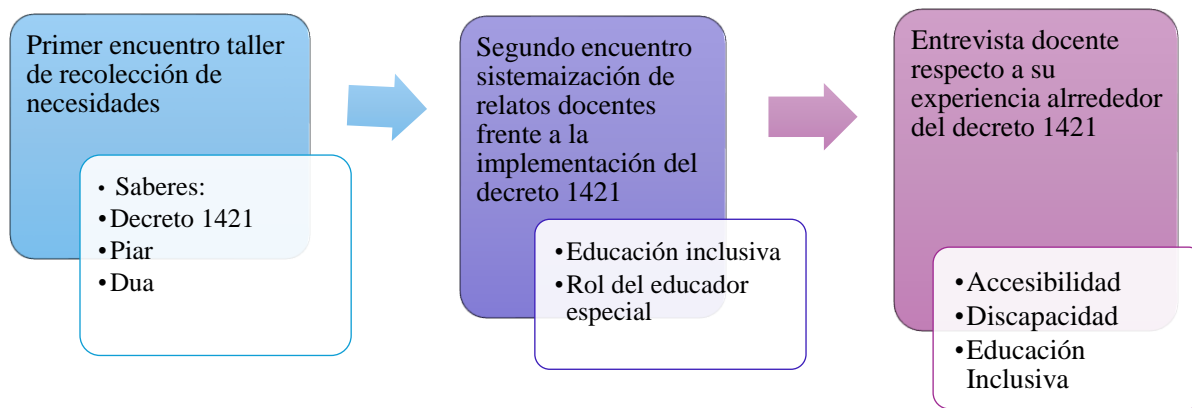 Primer encuentro taller
de recolección de
necesidades
• Saberes:
•Decreto 1421
•Piar
•Dua
Segundo encuentro
sistemaización de
relatos docentes
frente a la
implementación del
decreto 1421
•Educación inclusiva
•Rol del educador
especial
Entrevista docente
respecto a su
experiencia alrrededor
del decreto 1421
•Accesibilidad
•Discapacidad
•Educación
Inclusiva